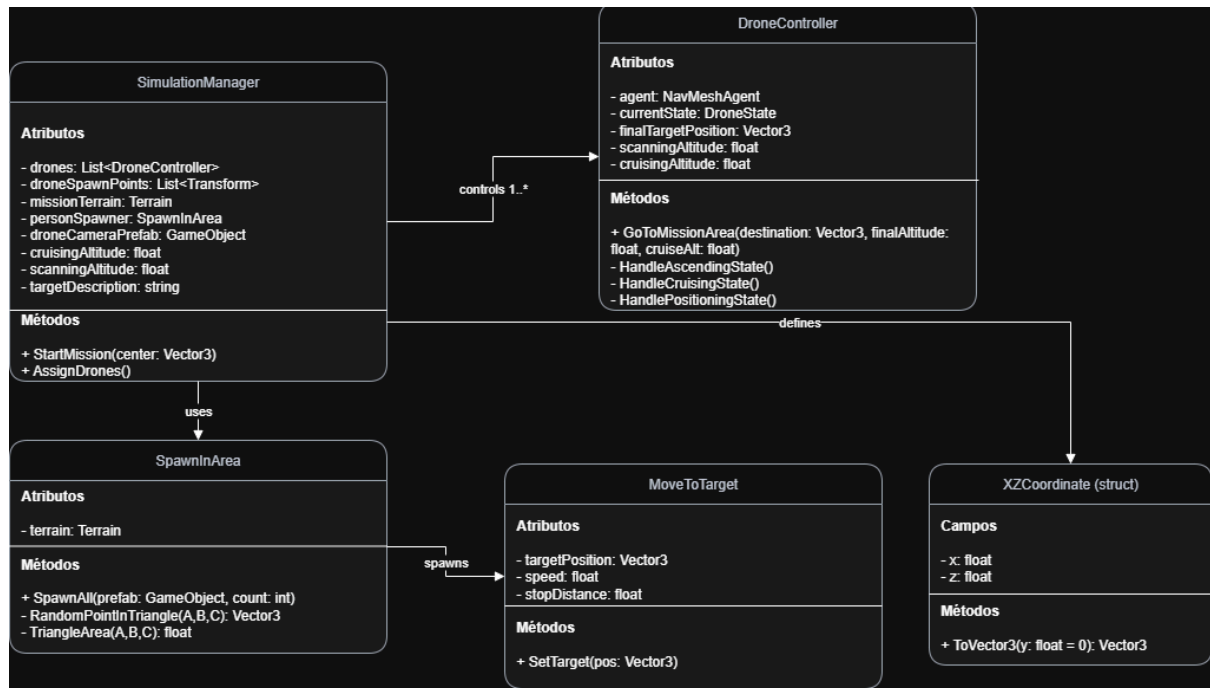 SimulationManager
Atributos
- drones: List<DroneController>
- droneSpawnPoints: List<Transform>
- missionTerrain: Terrain
- personSpawner: SpawnInArea
- droneCameraPrefab: GameObject
- cruisingAltitude: float
- scanningAltitude: float
- targetDescription: string
Métodos
+ StartMission(center: Vector3)
+ AssignDrones()
controls 1..*
DroneController
Atributos
- agent: NavMeshAgent
- currentState: DroneState
- finalTargetPosition: Vector3
- scanningAltitude: float
- cruisingAltitude: float
Métodos
+ GoToMissionArea(destination: Vector3, finalAltitude:
float, cruiseAlt: float)
- HandleAscendingState()
- HandleCruisingState()
- HandlePositioningState()
defines
uses
SpawnInArea
Atributos
- terrain: Terrain
Métodos
+ SpawnAll(prefab: GameObject, count: int)
- RandomPointInTriangle(A,B,C): Vector3
- TriangleArea(A,B,C): float
spawns
MoveToTarget
Atributos
- targetPosition: Vector3
- speed: float
- stopDistance: float
Métodos
+ SetTarget(pos: Vector3)
XZCoordinate (struct)
Campos
- x: float
- z: float
Métodos
+ ToVector3(y: float = 0): Vector3